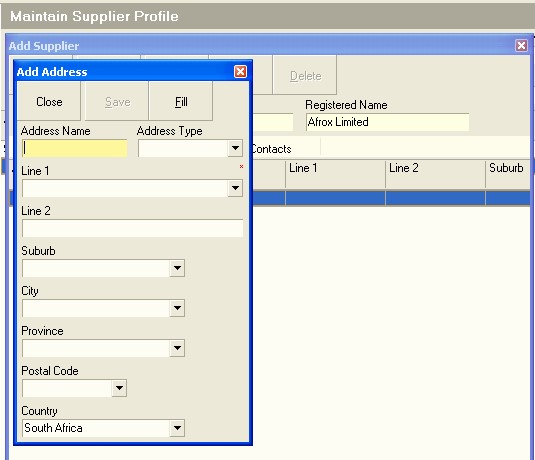 Maintain Supplier Profile
Add Supplier
Delete
Registered Name
Afrox Limited
Contacts
Line 1 Line 2 Suburb
Add Address
Close Save Fill
Address Name Address Type
Line 1
Line 2
Suburb
City
Province
Postal Code
Country
South Africa